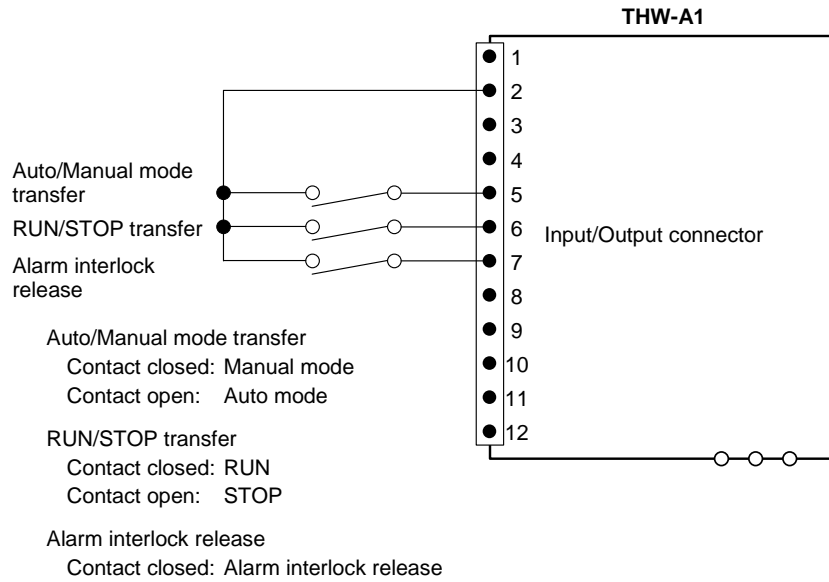 THW-A1
1
2
3
4
Auto/Manual mode
transfer
5
RUN/STOP transfer
6
Input/Output connector
Alarm interlock
release
7
8
9
10
11
12
Auto/Manual mode transfer
Contact closed: Manual mode
Contact open: Auto mode
RUN/STOP transfer
Contact closed: RUN
Contact open: STOP
Alarm interlock release
Contact closed: Alarm interlock release